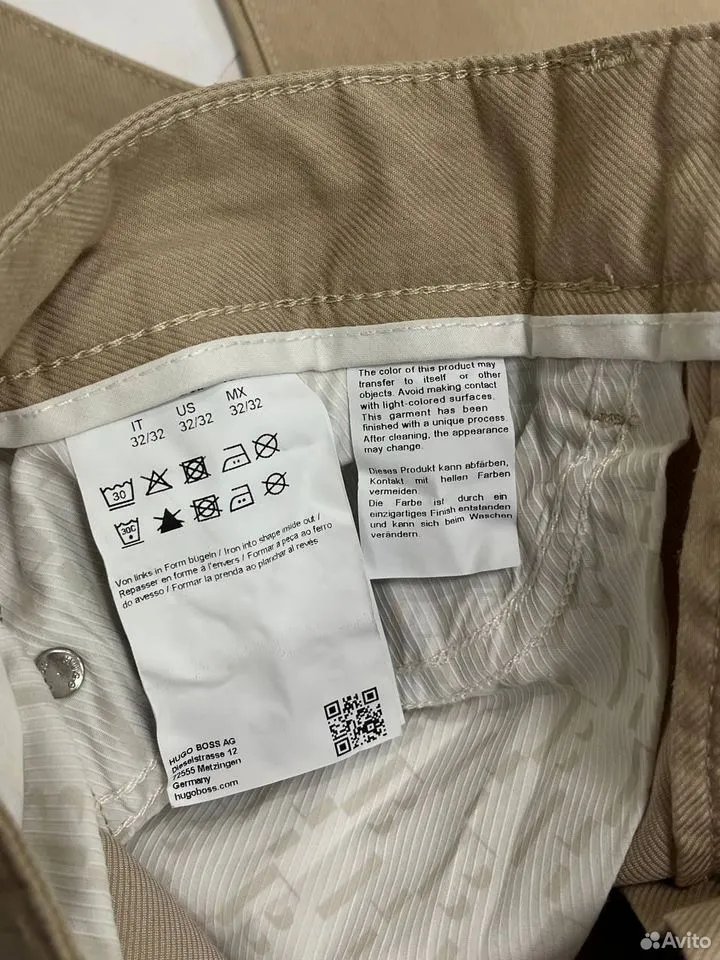 IT US MX
32/32 32/32 32/32
30
30C
Von links in Form bügeln / Iron into shape inside out /
Repasser en forme à l'envers / Formar a peça ao ferro
do avesso / Formar la prenda ao planchar al revés
HUGO BOSS AG
Dieselstrasse 12
72555 Metzingen
Germany
hugoboss.com
The color of this product may
transfer to itself or other
objects. Avoid making contact
with light-colored surfaces.
This garment has been
finished with a unique process
After cleaning, the appearance
may change.
Dieses Produkt kann abfärben,
Kontakt mit hellen Farben
vermeiden.
Die Farbe ist durch ein
einzigartiges Finish entstanden
und kann sich beim Waschen
verändern.
Avito